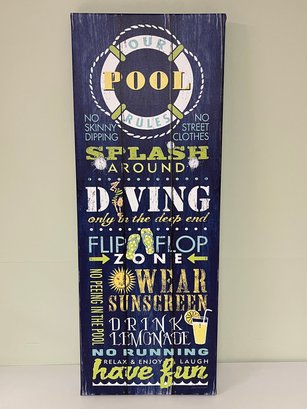 OUR
POOL
RULES
NO SKINNY DIPPING
NO STREET CLOTHES
SPLASH
AROUND
DIVING
only in the deep end
FLIP FLOP
ZONE
NO PEEING IN THE POOL
WEAR
SUNSCREEN
DRINK
LEMONADE
NO RUNNING
RELAX & ENJOY LAUGH
have fun